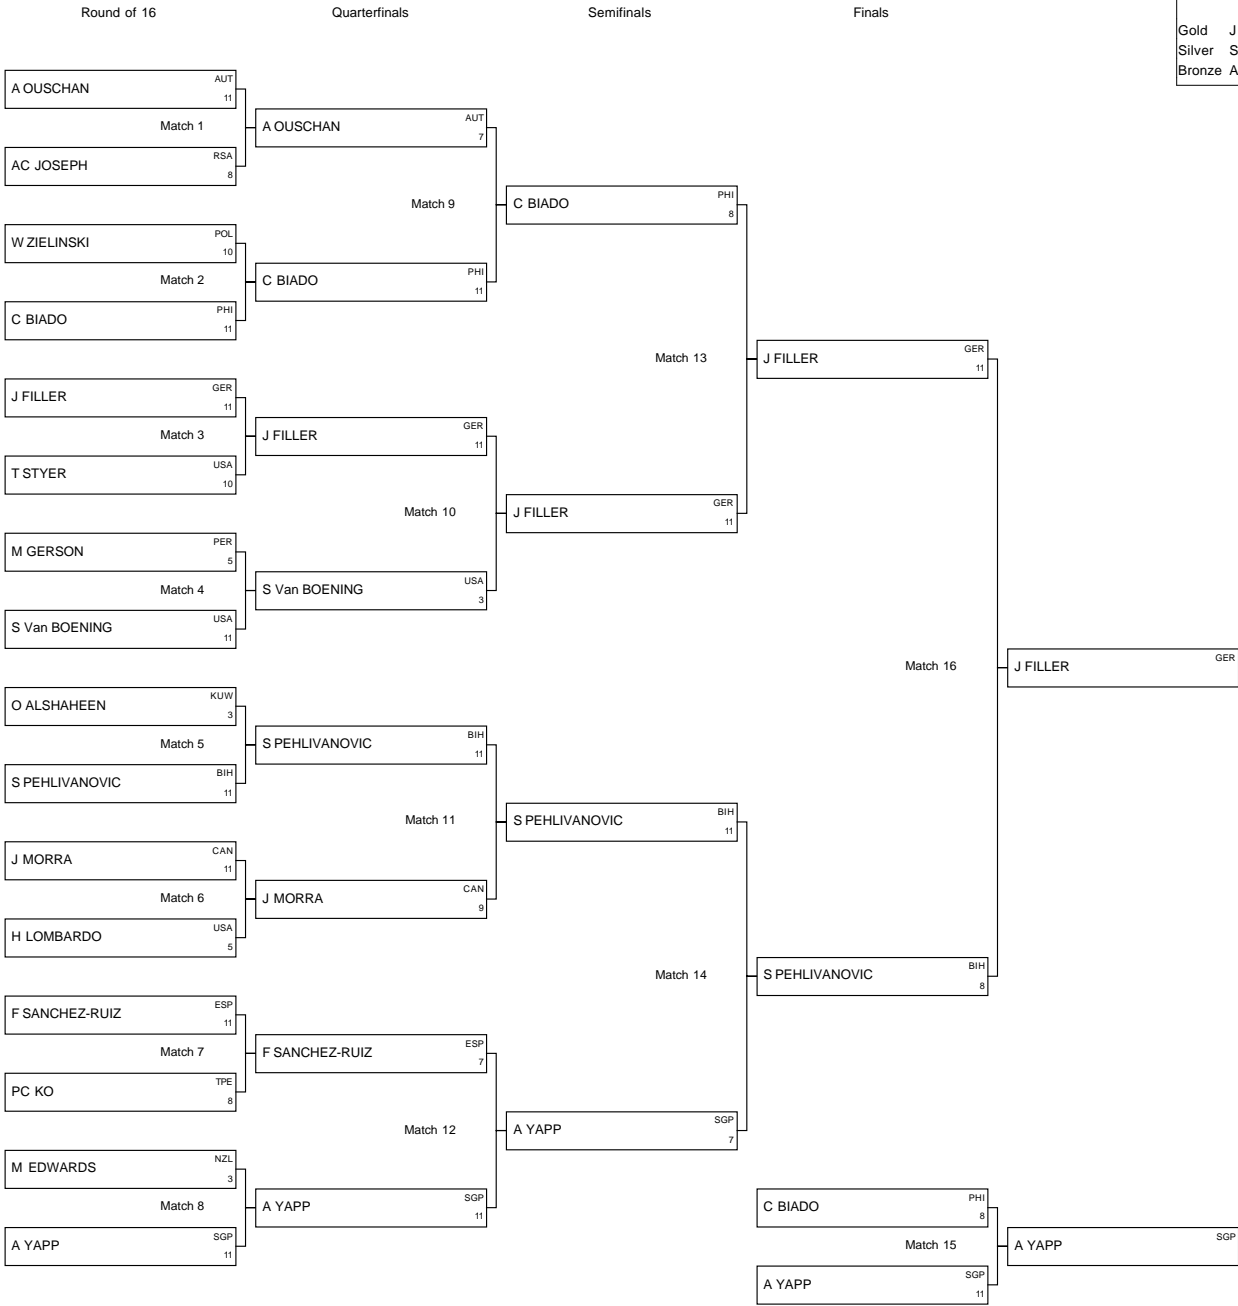 Round of 16 Quarterfinals Semifinals Finals
Gold J
Silver S
Bronze A
A OUSCHAN AUT 11
Match 1
AC JOSEPH RSA 8
A OUSCHAN AUT 7
Match 9
W ZIELINSKI POL 10
Match 2
C BIADO PHI 11
C BIADO PHI 11
C BIADO PHI 8
Match 13
J FILLER GER 11
Match 3
T STYER USA 10
J FILLER GER 11
Match 10
M GERSON PER 5
Match 4
S Van BOENING USA 11
S Van BOENING USA 3
J FILLER GER 11
J FILLER GER 11
Match 16
J FILLER GER
O ALSHAHEEN KUW 3
Match 5
S PEHLIVANOVIC BIH 11
S PEHLIVANOVIC BIH 11
Match 11
J MORRA CAN 11
Match 6
H LOMBARDO USA 5
J MORRA CAN 9
S PEHLIVANOVIC BIH 11
Match 14
S PEHLIVANOVIC BIH 8
F SANCHEZ-RUIZ ESP 11
Match 7
PC KO TPE 8
F SANCHEZ-RUIZ ESP 7
Match 12
M EDWARDS NZL 3
Match 8
A YAPP SGP 11
A YAPP SGP 11
A YAPP SGP 7
C BIADO PHI 8
Match 15
A YAPP SGP 11
A YAPP SGP